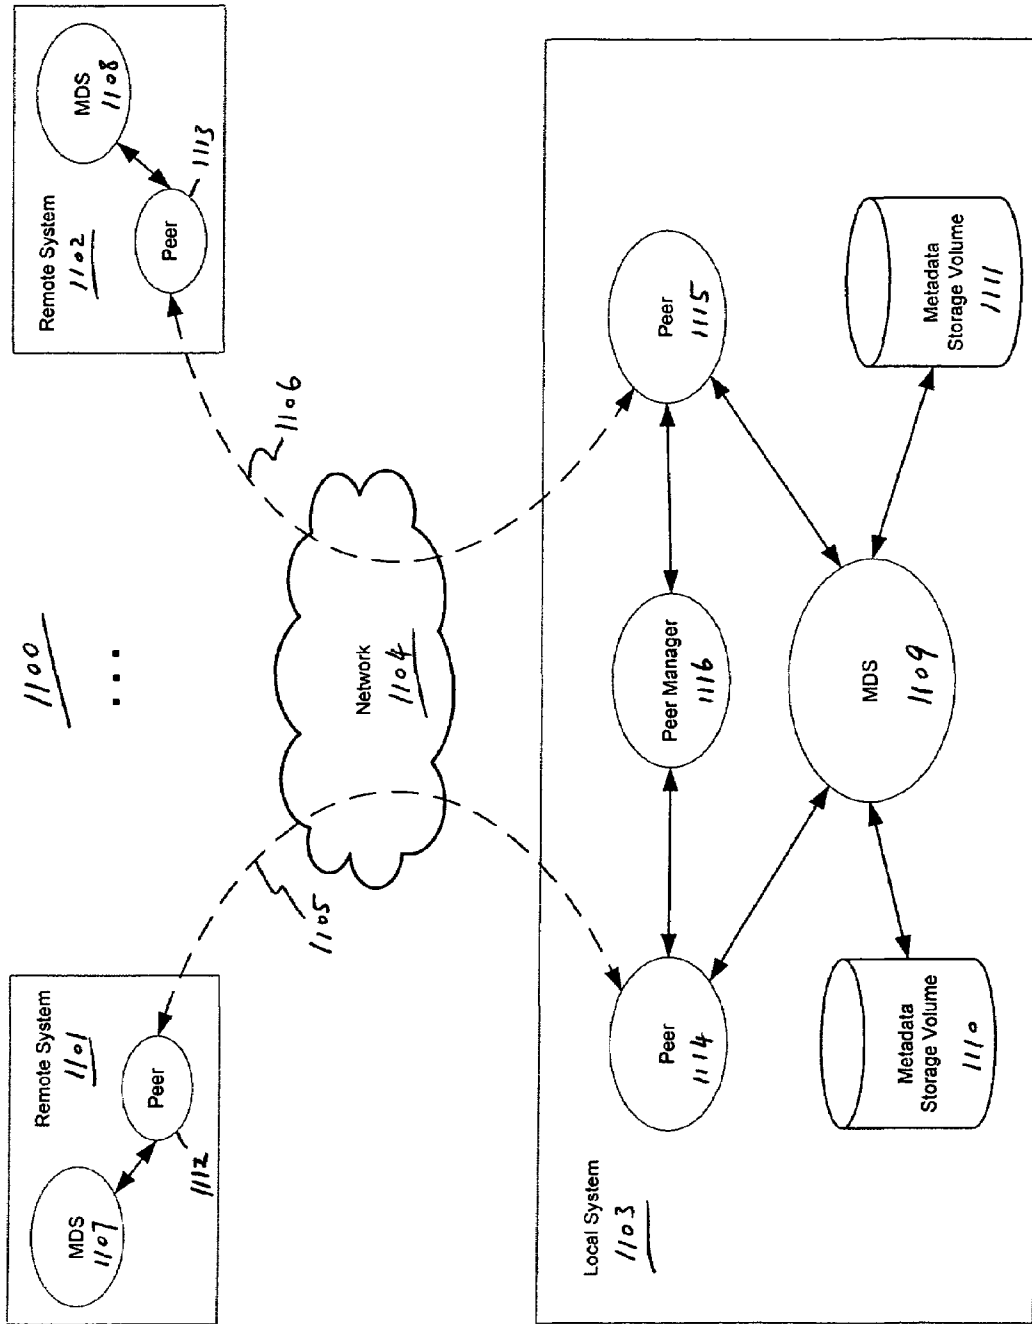 1100
Remote System
1101
MDS
1107
Peer
1112
1105
Remote System
1102
MDS
1108
Peer
1113
1106
Network
1104
Local System
1103
Peer
1114
Peer Manager
1116
Peer
1115
MDS
1109
Metadata
Storage Volume
1110
Metadata
Storage Volume
1111